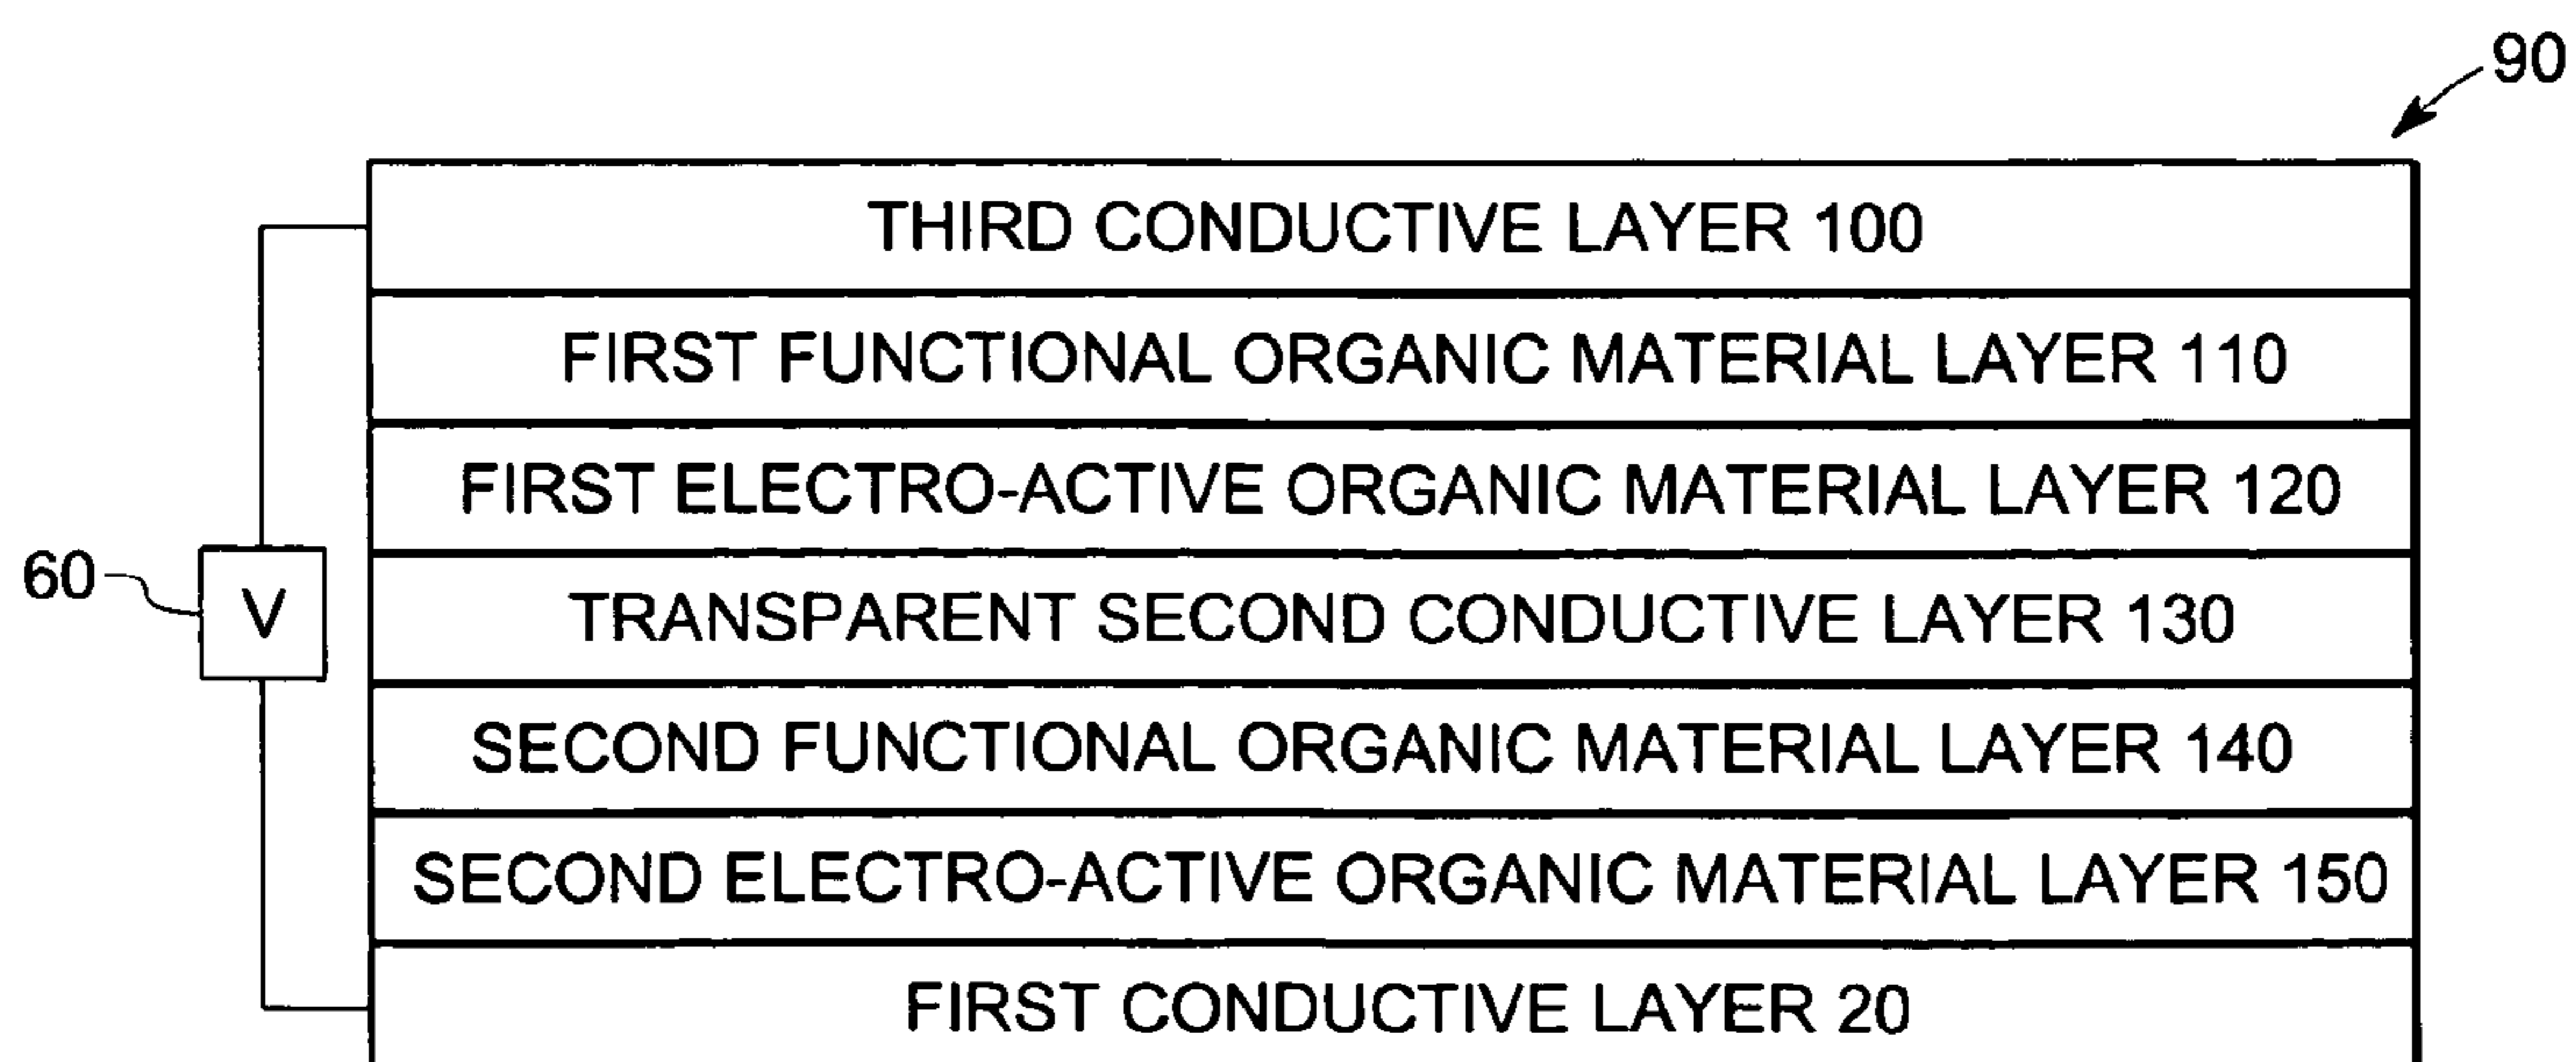 90
THIRD CONDUCTIVE LAYER 100
FIRST FUNCTIONAL ORGANIC MATERIAL LAYER 110
FIRST ELECTRO-ACTIVE ORGANIC MATERIAL LAYER 120
60
V
TRANSPARENT SECOND CONDUCTIVE LAYER 130
SECOND FUNCTIONAL ORGANIC MATERIAL LAYER 140
SECOND ELECTRO-ACTIVE ORGANIC MATERIAL LAYER 150
FIRST CONDUCTIVE LAYER 20